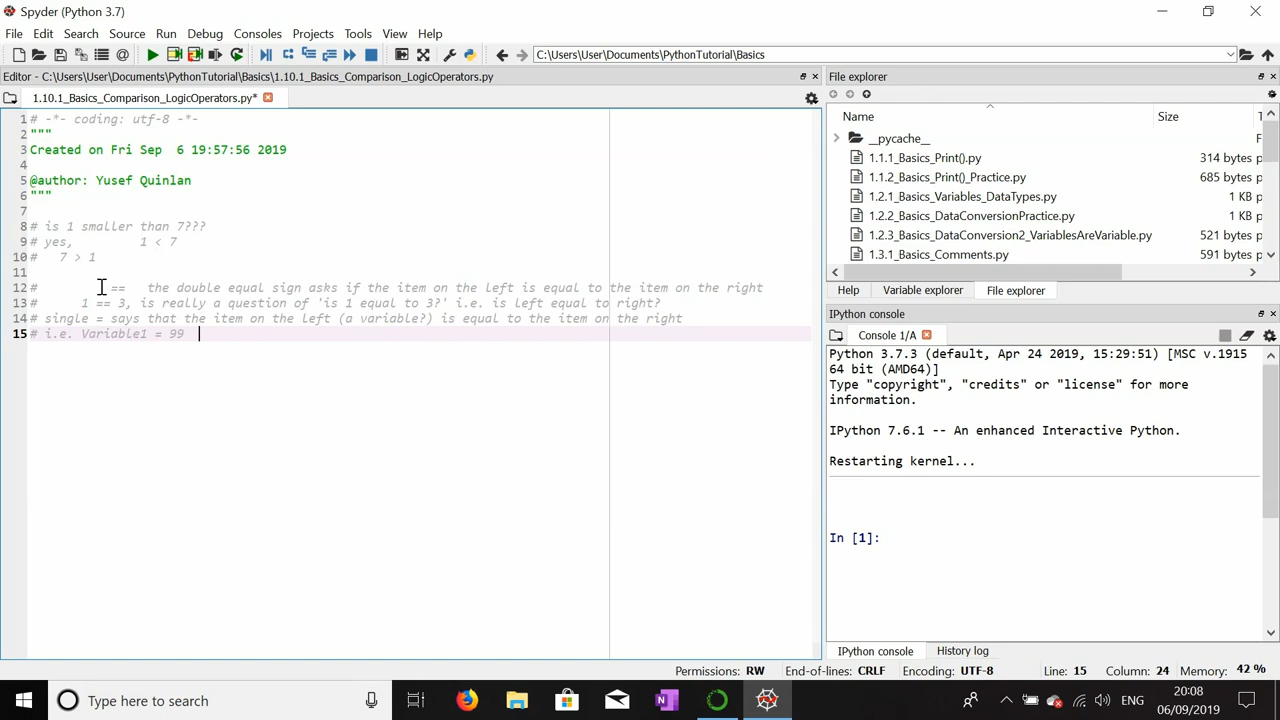 Spyder (Python 3.7)
File Edit Search Source Run Debug Consoles Projects Tools View Help
C:\Users\User\Documents\PythonTutorial\Basics
Editor - C:\Users\User\Documents\PythonTutorial\Basics\1.10.1_Basics_Comparison_LogicOperators.py
1.10.1_Basics_Comparison_LogicOperators.py*
1 # -*- coding: utf-8 -*-
2 """
3 Created on Fri Sep  6 19:57:56 2019
4
5 @author: Yusef Quinlan
6 """
7
8 # is 1 smaller than 7???
9 # yes,         1 < 7
10 #   7 > 1
11
12 #          ==   the double equal sign asks if the item on the left is equal to the item on the right
13 #      1 == 3, is really a question of 'is 1 equal to 3?' i.e. is left equal to right?
14 # single = says that the item on the left (a variable?) is equal to the item on the right
15 # i.e. Variable1 = 99
File explorer
Name Size
__pycache__ F
1.1.1_Basics_Print().py 314 bytes p
1.1.2_Basics_Print()_Practice.py 685 bytes p
1.2.1_Basics_Variables_DataTypes.py 1 KB p
1.2.2_Basics_DataConversionPractice.py 1 KB p
1.2.3_Basics_DataConversion2_VariablesAreVariable.py 521 bytes p
1.3.1_Basics_Comments.py 591 bytes p
Help Variable explorer File explorer
IPython console
Console 1/A
Python 3.7.3 (default, Apr 24 2019, 15:29:51) [MSC v.1915
64 bit (AMD64)]
Type "copyright", "credits" or "license" for more
information.
IPython 7.6.1 -- An enhanced Interactive Python.
Restarting kernel...
In [1]:
IPython console History log
Permissions: RW End-of-lines: CRLF Encoding: UTF-8 Line: 15 Column: 24 Memory: 42 %
Type here to search
ENG
20:08
06/09/2019